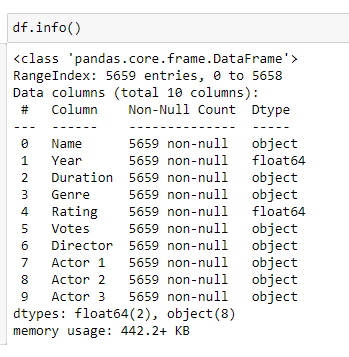 df.info()
<class 'pandas.core.frame.DataFrame'>
RangeIndex: 5659 entries, 0 to 5658
Data columns (total 10 columns):
 #   Column    Non-Null Count  Dtype
---  ------    --------------  -----
 0   Name      5659 non-null   object
 1   Year      5659 non-null   float64
 2   Duration  5659 non-null   object
 3   Genre     5659 non-null   object
 4   Rating    5659 non-null   float64
 5   Votes     5659 non-null   object
 6   Director  5659 non-null   object
 7   Actor 1   5659 non-null   object
 8   Actor 2   5659 non-null   object
 9   Actor 3   5659 non-null   object
dtypes: float64(2), object(8)
memory usage: 442.2+ KB